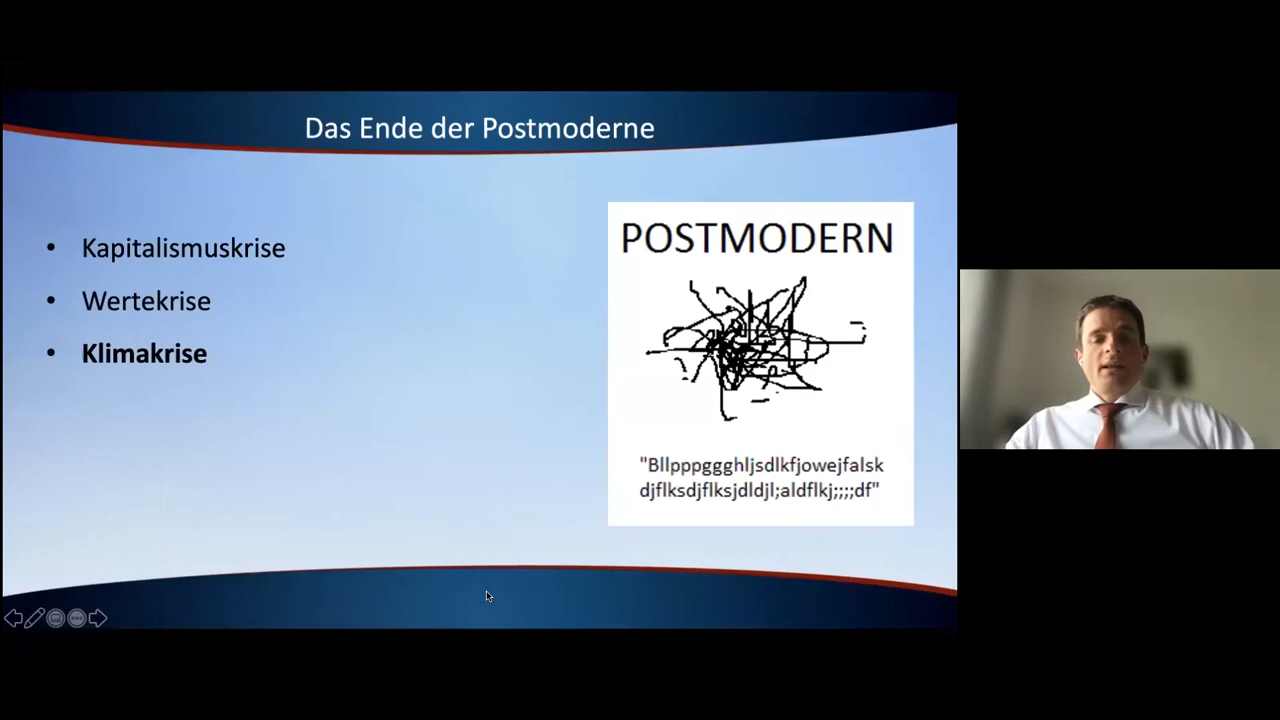 Das Ende der Postmoderne
• Kapitalismuskrise
• Wertekrise
• Klimakrise
POSTMODERN
"Bllpppggghljsdlkfjowejfalsk
djflksdjflksjdldjl;aldflkj;;;;df"